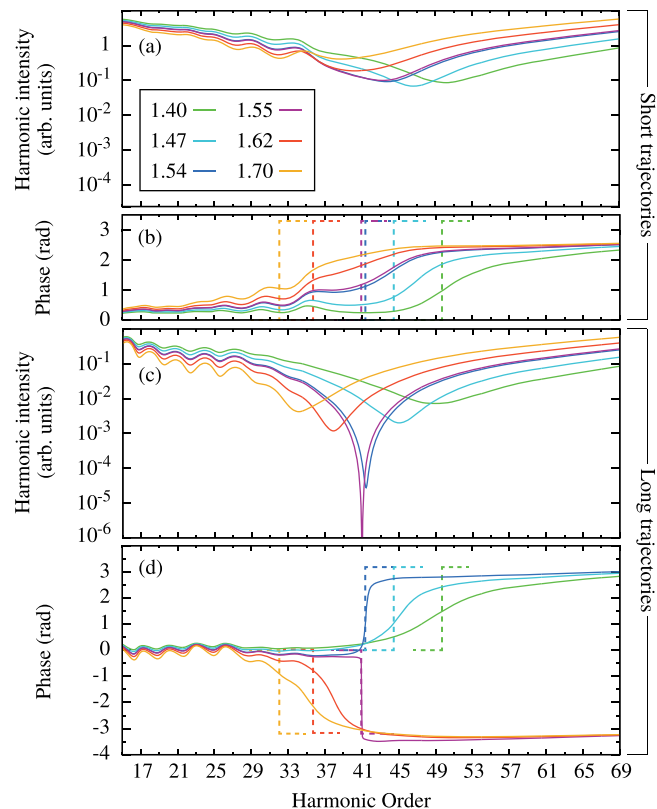 Harmonic intensity
(arb. units)
1
10-1
10-2
10-3
10-4
(a)
1.40
1.55
1.47
1.62
1.54
1.70
Short trajectories
Phase (rad)
3
2
1
0
(b)
Harmonic intensity
(arb. units)
10-1
10-2
10-3
10-4
10-5
10-6
(c)
Long trajectories
Phase (rad)
3
2
1
0
-1
-2
-3
-4
(d)
17 21 25 29 33 37 41 45 49 53 57 61 65 69
Harmonic Order